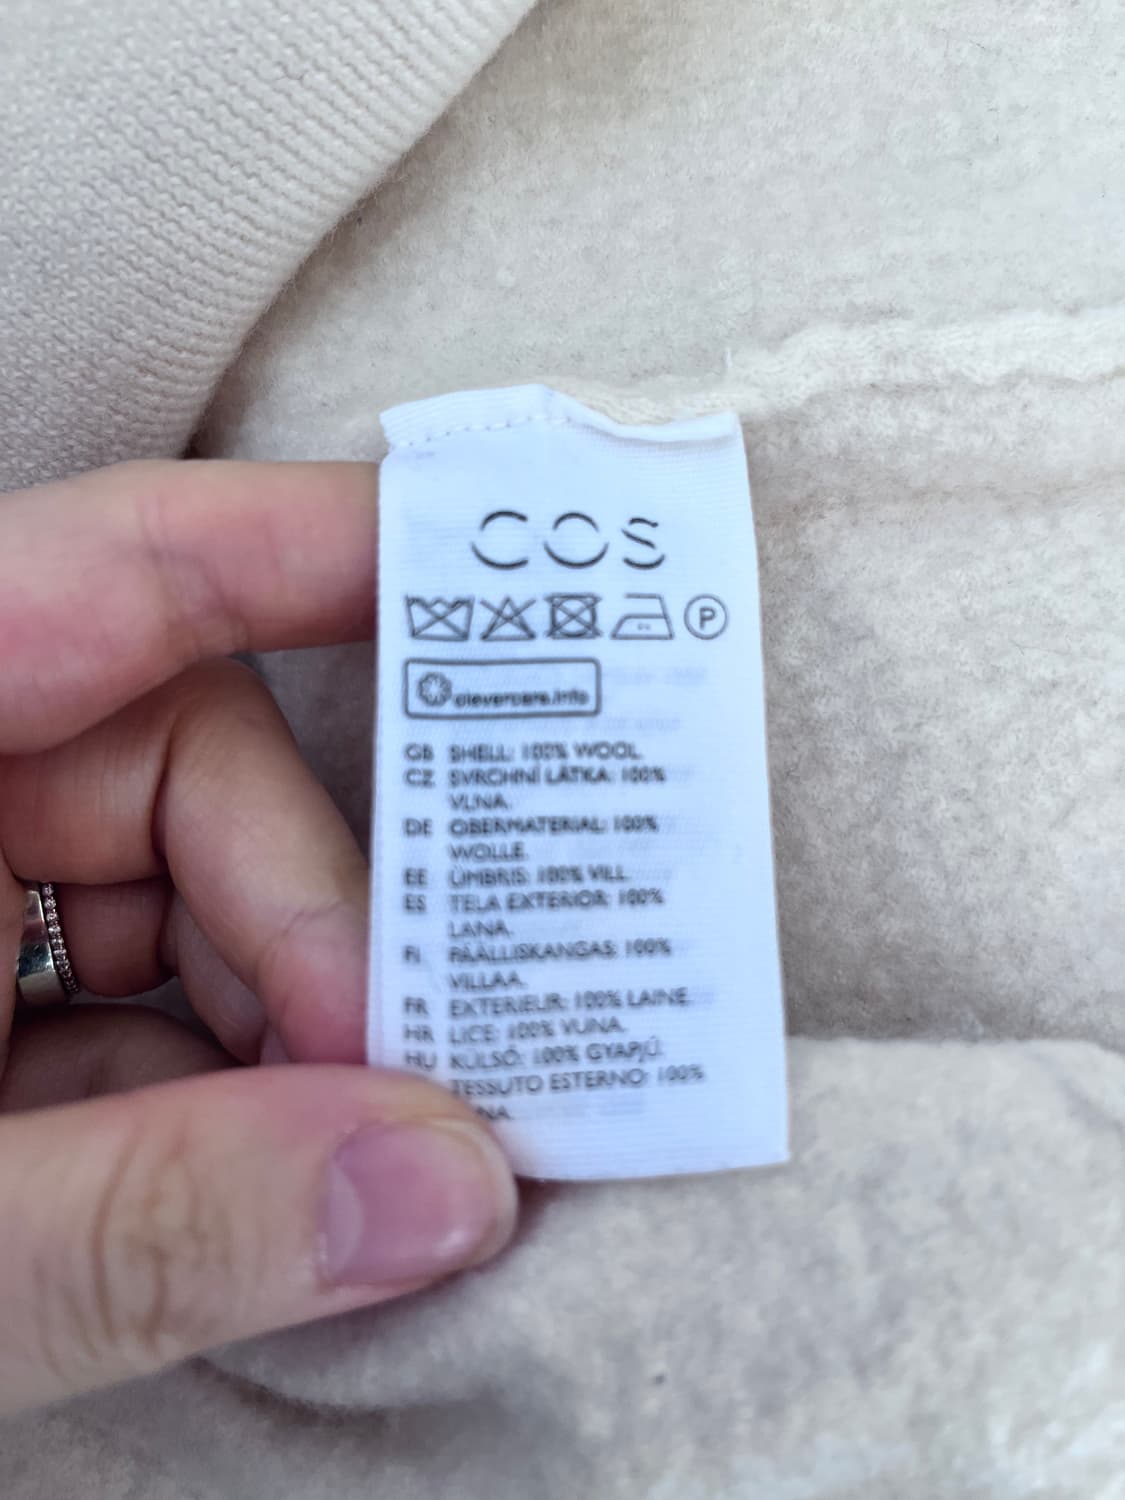 COS
P
clevercare.info
GB SHELL: 100% WOOL.
CZ SVRCHNÍ LÁTKA: 100%
VLNA.
DE OBERMATERIAL: 100%
WOLLE.
EE ÜMBRIS: 100% VILL.
ES TELA EXTERIOR: 100%
LANA.
FI PÄÄLLISKANGAS: 100%
VILLAA.
FR EXTERIEUR: 100% LAINE.
HR LICE: 100% VUNA.
HU KÜLSŐ: 100% GYAPJÚ.
TESSUTO ESTERNO: 100%